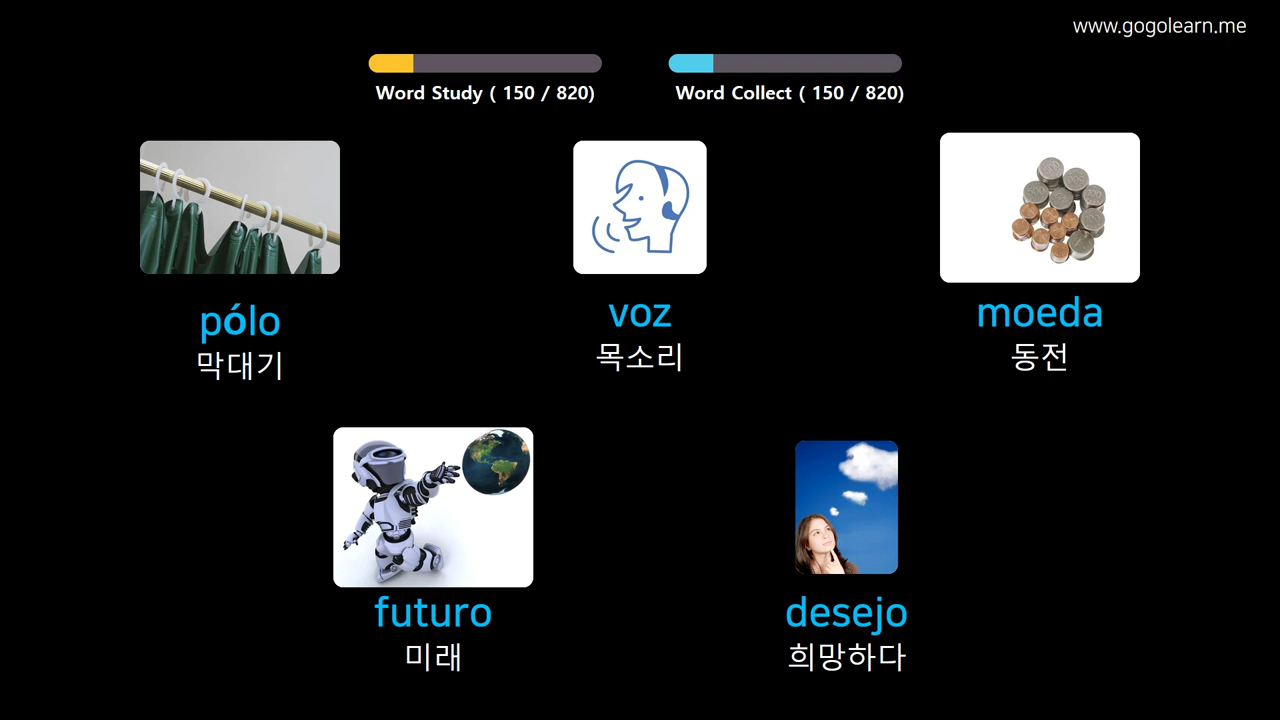 www.gogolearn.me
Word Study ( 150 / 820)
Word Collect ( 150 / 820)
pólo
막대기
voz
목소리
moeda
동전
futuro
미래
desejo
희망하다